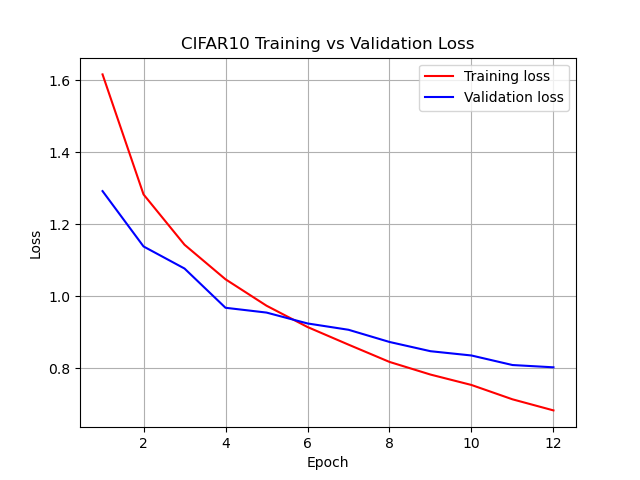 CIFAR10 Training vs Validation Loss
Training loss
Validation loss
1.6
1.4
1.2
1.0
0.8
Loss
2 4 6 8 10 12
Epoch